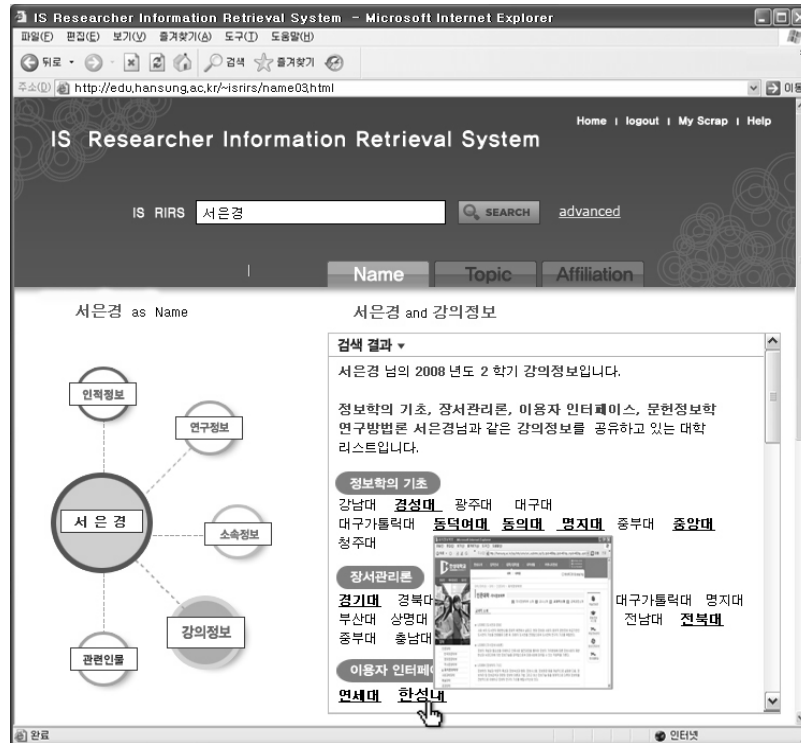 IS Researcher Information Retrieval System - Microsoft Internet Explorer
파일(F) 편집(E) 보기(V) 즐겨찾기(A) 도구(T) 도움말(H)
뒤로 검색 즐겨찾기
주소(D) http://edu,hansung,ac,kr/~isrirs/name03,html 이동
Home | logout | My Scrap | Help
IS Researcher Information Retrieval System
IS RIRS 서은경 SEARCH advanced
Name Topic Affiliation
서은경 as Name
서은경 and 강의정보
인적정보
연구정보
서 은 경
소속정보
강의정보
관련인물
검색 결과 ▼
서은경 님의 2008 년도 2 학기 강의정보입니다.
정보학의 기초, 장서관리론, 이용자 인터페이스, 문헌정보학
연구방법론 서은경님과 같은 강의정보를 공유하고 있는 대학
리스트입니다.
정보학의 기초
강남대 경성대 광주대 대구대
대구가톨릭대 동덕여대 동의대 명지대 중부대 중앙대
청주대
장서관리론
경기대 경북대 대구가톨릭대 명지대
부산대 상명대 전남대 전북대
중부대 충남대
이용자 인터페
연세대 한성대
완료 인터넷